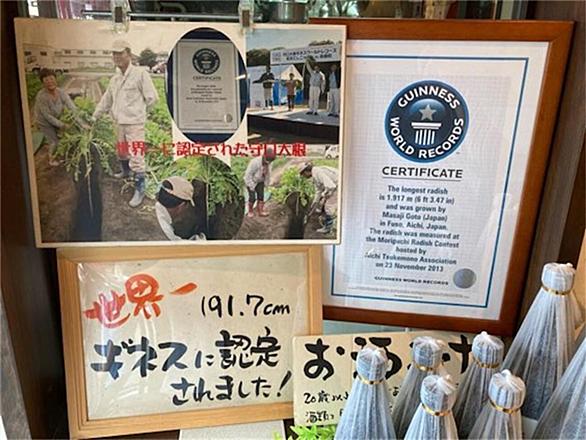 CERTIFICATE
世界一に認定された守口大根
GUINNESS
WORLD RECORDS
CERTIFICATE
The longest radish
is 1.917 m (6 ft 3.47 in)
and was grown by
Masaji Goto (Japan)
in Fuso, Aichi, Japan.
The radish was measured at
the Moriguchi Radish Contest
hosted by
Aichi Tsukemono Association
on 23 November 2013
GUINNESS WORLD RECORDS
世界一
191.7cm
ギネスに認定
されました!
20歳以